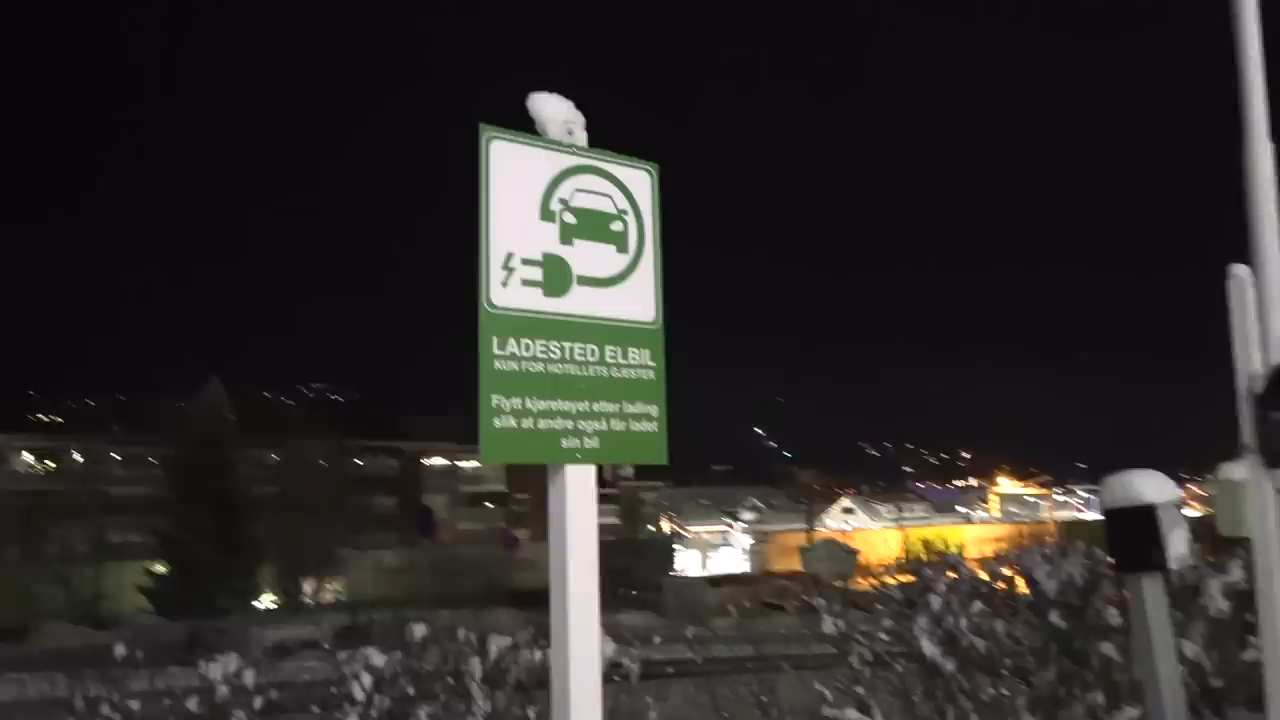 LADESTED ELBIL
KUN FOR HOTELLETS GJESTER
Flytt kjøretøyet etter lading
slik at andre også får ladet
sin bil